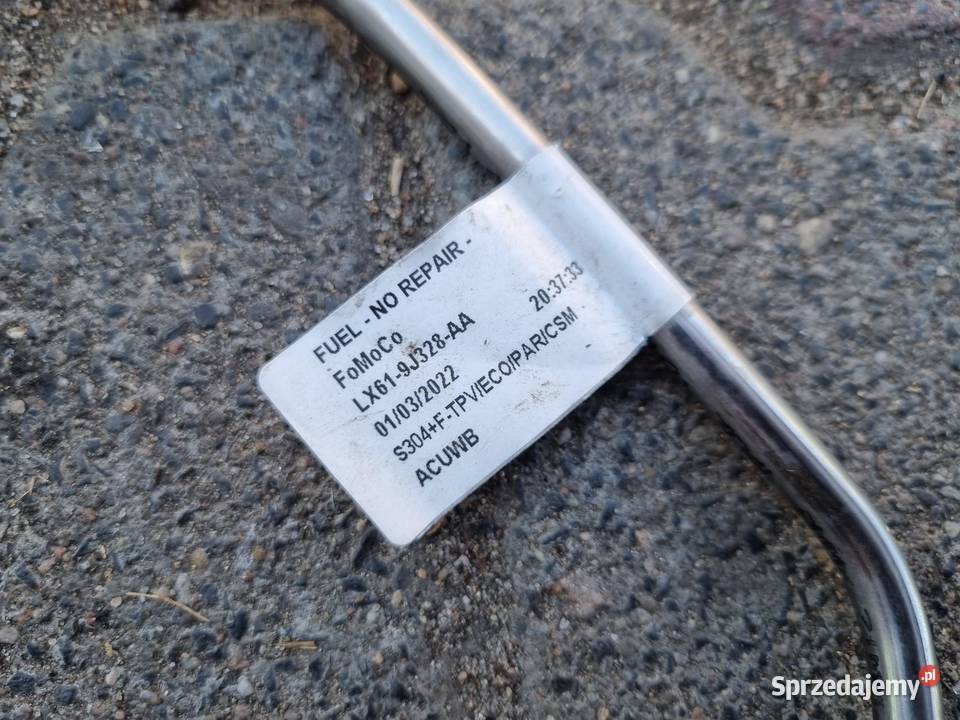 FUEL - NO REPAIR -
FoMoCo
LX61-9J328-AA
01/03/2022 20:37:33
S304+F-TPV/ECO/PAR/CSM
ACUWB
Sprzedajemy.pl